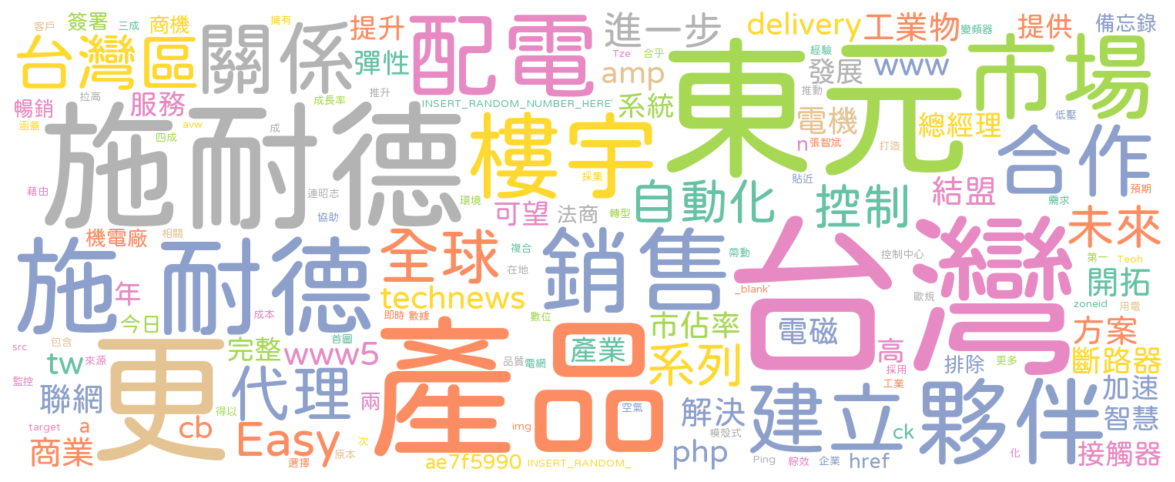 客戶 簽署 三成 商機 擁有 提升 配電 進一步 delivery 工業物 變頻器 提供 備忘錄
台灣區 關係 彈性 Tze 合乎 經驗 發展 www 市場
拉高 推升 amp 東元 推動
暢銷 服務 成長率 INSERT_RANDOM_NUMBER_HERE' 系統 電機 總經理 低壓
涵蓋 四成 avw 成 n 張智斌 打造 合作
施耐德 樓宇 採集 貼近 結盟 預期
藉由 連昭志 環境 自動化 控制 需求
協助 可望 法商 轉型 未來
機電廠 相關 全球 複合 銷售 帶動 台灣 控制中心 第一 Teoh
施耐德 在地 開拓
年 technews _blank' 歐規 zoneid 用電
今日 成本 即時 數據 數位 市佔率 電磁 方案
src 包含 完整 首圖 品質 電網 產業 高 更多 斷路器
tw 來源 更 www5 產品 系列 排除
監控 聯網 得以 代理 兩 採用 工業 加速
target a cb 空氣 解決 建立 夥伴 智慧
商業 Easy 次 img 模殼式 ck
選擇 原本 ae7f5990 INSERT_RANDOM_ php Ping 綜效 企業 href 化 接觸器